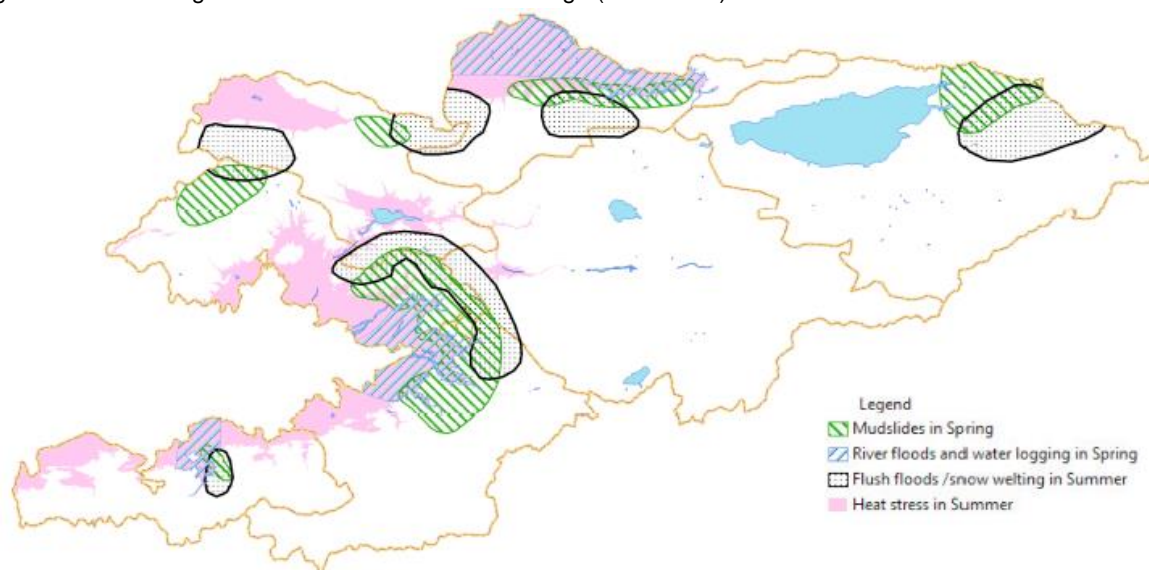 Legend
Mudslides in Spring
River floods and water logging in Spring
Flush floods /snow welting in Summer
Heat stress in Summer